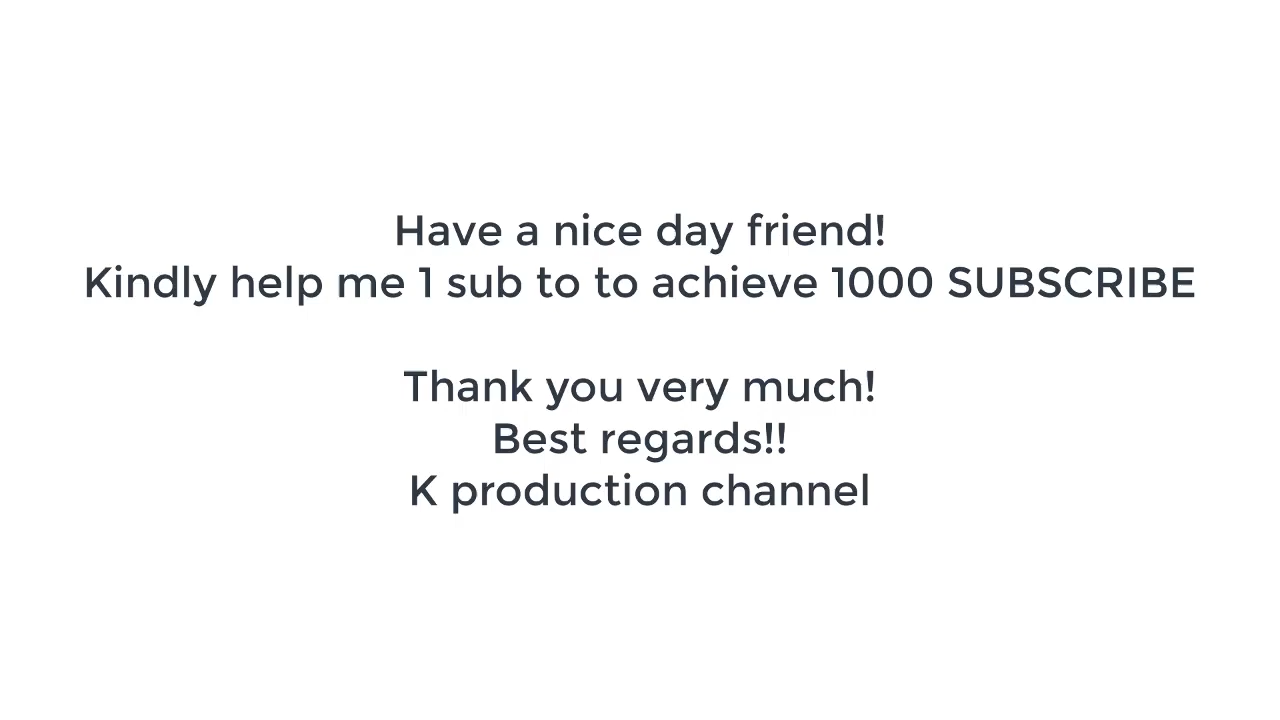 Have a nice day friend!
Kindly help me 1 sub to to achieve 1000 SUBSCRIBE
Thank you very much!
Best regards!!
K production channel